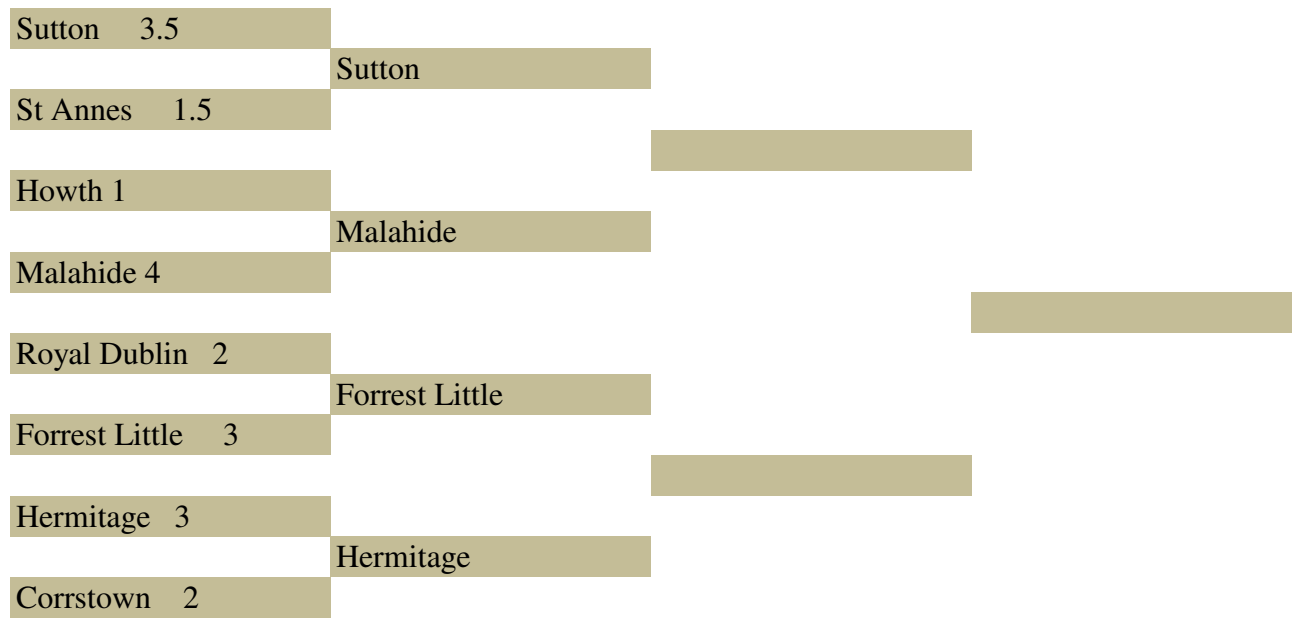 Sutton 3.5
Sutton
St Annes 1.5
Howth 1
Malahide
Malahide 4
Royal Dublin 2
Forrest Little
Forrest Little 3
Hermitage 3
Hermitage
Corrstown 2